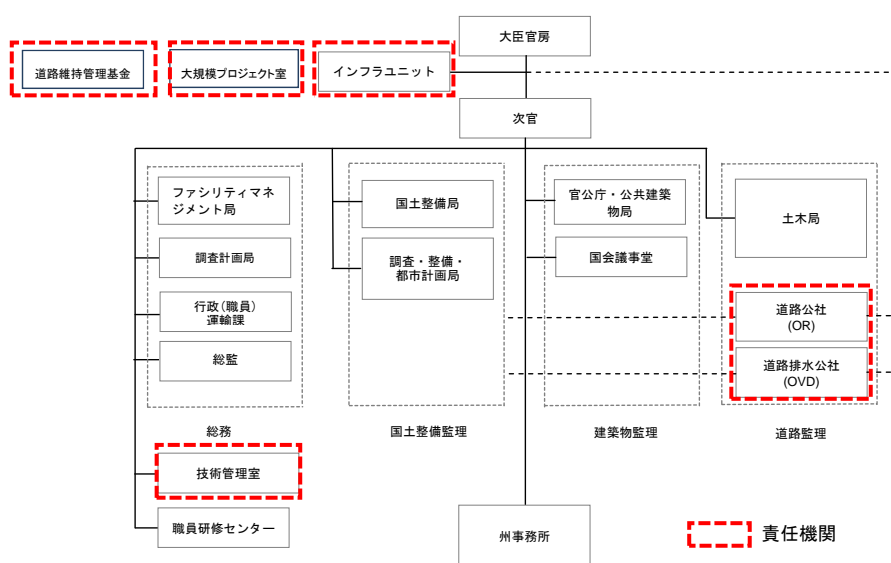 大臣官房
道路維持管理基金
大規模プロジェクト室
インフラユニット
次官
ファシリティマネ
ジメント局
調査計画局
行政(職員)
運輸課
総監
総務
国土整備局
調査・整備・
都市計画局
国土整備監理
官公庁・公共建築
物局
国会議事堂
建築物監理
土木局
道路公社
(OR)
道路排水公社
(OVD)
道路監理
技術管理室
職員研修センター
州事務所
責任機関